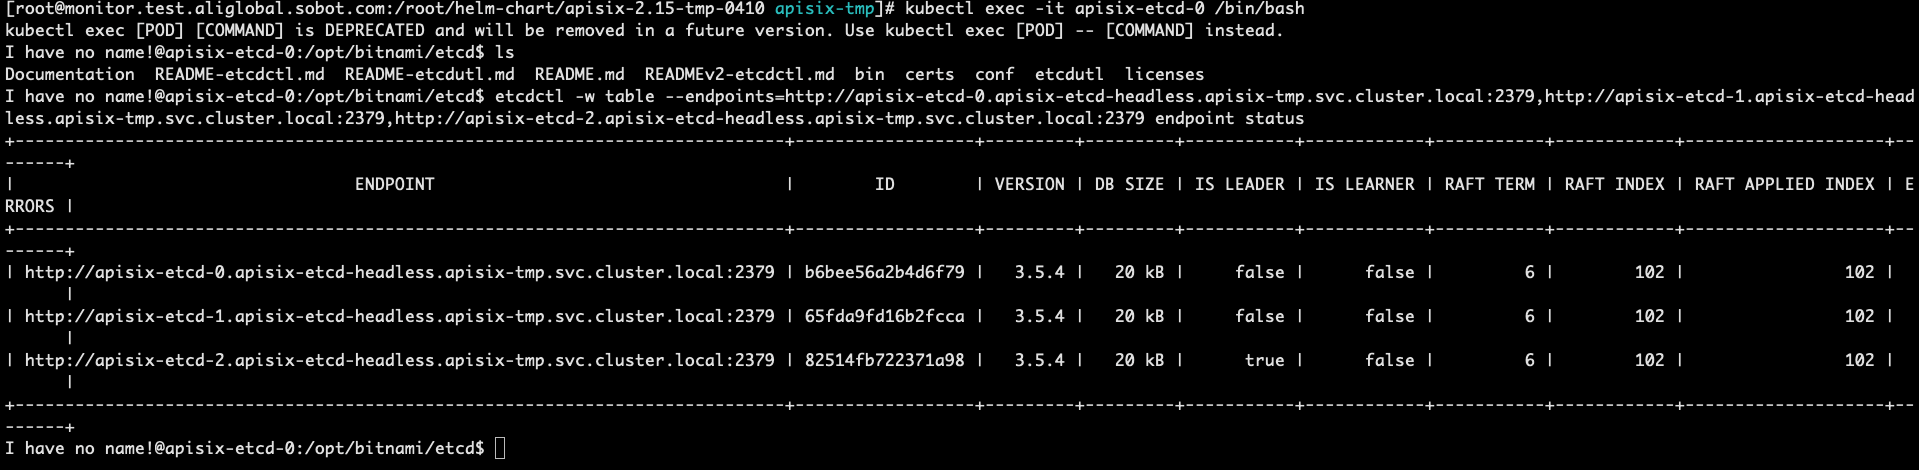 [root@monitor.test.aliglobal.sobot.com:/root/helm-chart/apisix-2.15-tmp-0410 apisix-tmp]# kubectl exec -it apisix-etcd-0 /bin/bash
kubectl exec [POD] [COMMAND] is DEPRECATED and will be removed in a future version. Use kubectl exec [POD] -- [COMMAND] instead.
I have no name!@apisix-etcd-0:/opt/bitnami/etcd$ ls
Documentation  README-etcdctl.md  README-etcdutl.md  README.md  READMEv2-etcdctl.md  bin  certs  conf  etcdutl  licenses
I have no name!@apisix-etcd-0:/opt/bitnami/etcd$ etcdctl -w table --endpoints=http://apisix-etcd-0.apisix-etcd-headless.apisix-tmp.svc.cluster.local:2379,http://apisix-etcd-1.apisix-etcd-head
less.apisix-tmp.svc.cluster.local:2379,http://apisix-etcd-2.apisix-etcd-headless.apisix-tmp.svc.cluster.local:2379 endpoint status
+-----------------------------------------------------------------------------+------------------+---------+---------+-----------+------------+-----------+------------+--------------------+--
------+
|                                  ENDPOINT                                   |        ID        | VERSION | DB SIZE | IS LEADER | IS LEARNER | RAFT TERM | RAFT INDEX | RAFT APPLIED INDEX | E
RRORS |
+-----------------------------------------------------------------------------+------------------+---------+---------+-----------+------------+-----------+------------+--------------------+--
------+
| http://apisix-etcd-0.apisix-etcd-headless.apisix-tmp.svc.cluster.local:2379 | b6bee56a2b4d6f79 |   3.5.4 |   20 kB |     false |      false |         6 |        102 |                102 |
      |
| http://apisix-etcd-1.apisix-etcd-headless.apisix-tmp.svc.cluster.local:2379 | 65fda9fd16b2fcca |   3.5.4 |   20 kB |     false |      false |         6 |        102 |                102 |
      |
| http://apisix-etcd-2.apisix-etcd-headless.apisix-tmp.svc.cluster.local:2379 | 82514fb722371a98 |   3.5.4 |   20 kB |      true |      false |         6 |        102 |                102 |
      |
+-----------------------------------------------------------------------------+------------------+---------+---------+-----------+------------+-----------+------------+--------------------+--
------+
I have no name!@apisix-etcd-0:/opt/bitnami/etcd$